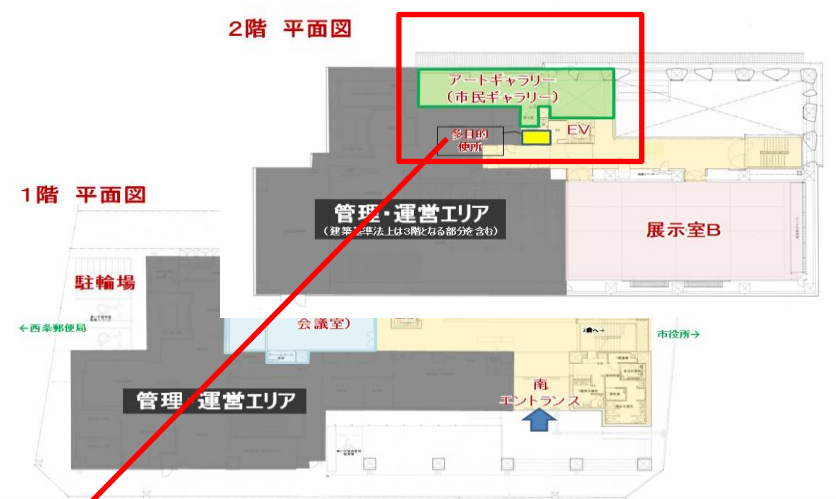 2階 平面図
アートギャラリー
（市民ギャラリー）
多目的
便所
EV
管理・運営エリア
（建築基準法上は3階となる部分を含む）
展示室B
1階 平面図
駐輪場
←西条郵便局
会議室）
2階へ→
市役所→
管理・運営エリア
南
エントランス